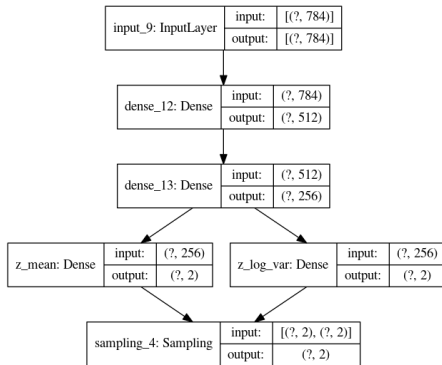 input_9: InputLayer
input: [(?, 784)]
output: [(?, 784)]
dense_12: Dense
input: (?, 784)
output: (?, 512)
dense_13: Dense
input: (?, 512)
output: (?, 256)
z_mean: Dense
input: (?, 256)
output: (?, 2)
z_log_var: Dense
input: (?, 256)
output: (?, 2)
sampling_4: Sampling
input: [(?, 2), (?, 2)]
output: (?, 2)